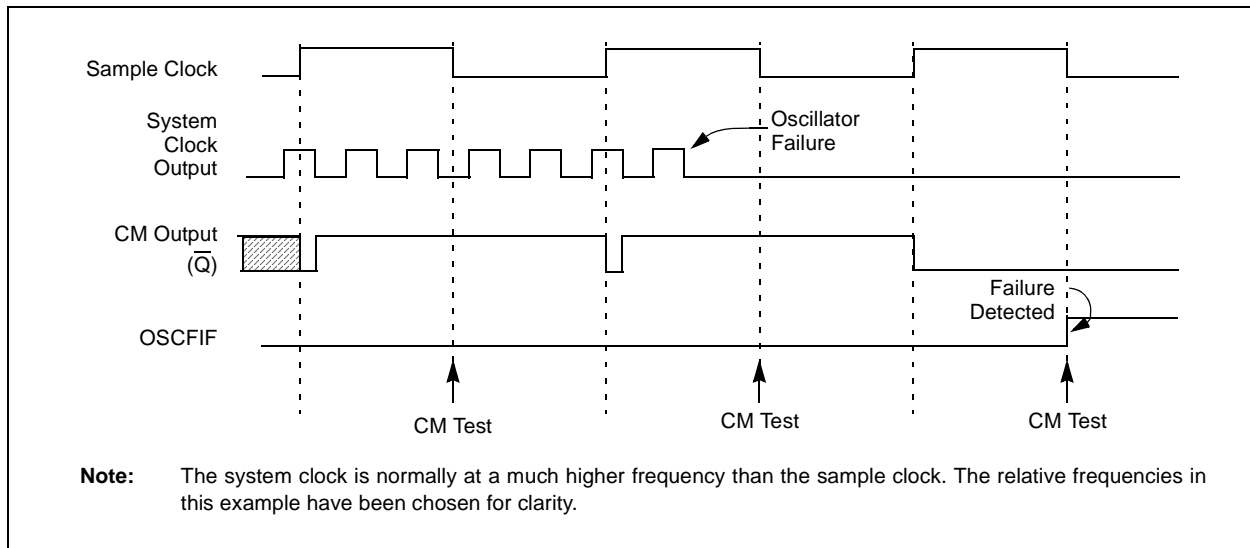 Sample Clock
System
Clock
Output
Oscillator
Failure
CM Output
(Q̅)
Failure
Detected
OSCFIF
CM Test
CM Test
CM Test
Note: The system clock is normally at a much higher frequency than the sample clock. The relative frequencies in
this example have been chosen for clarity.